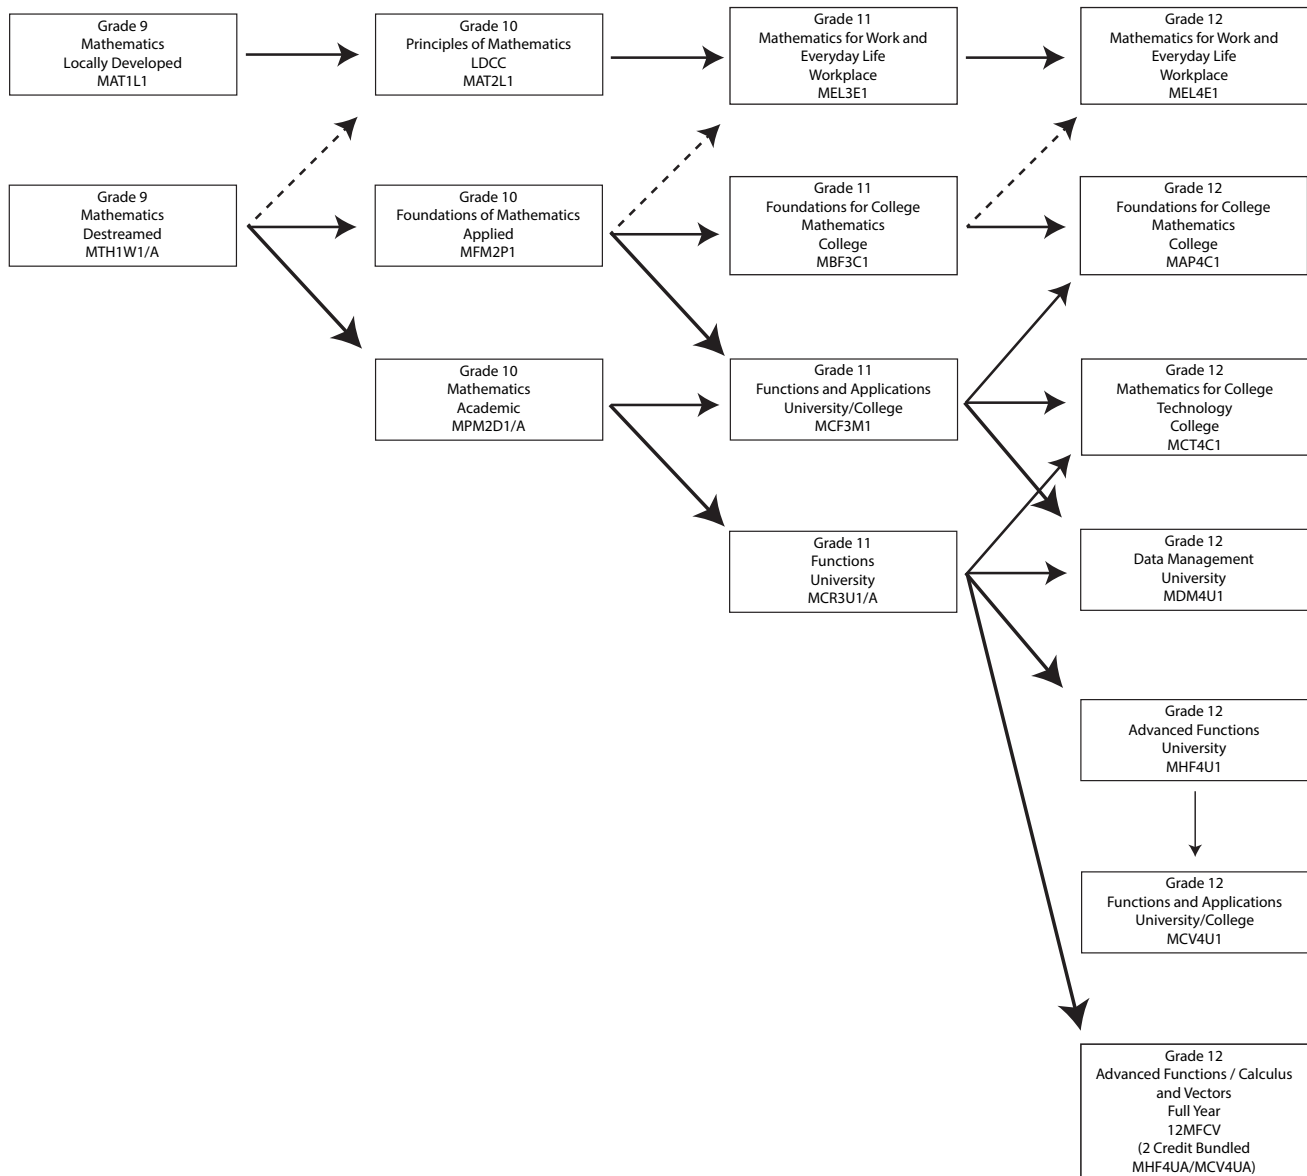 Grade 9
Mathematics
Locally Developed
MAT1L1
Grade 10
Principles of Mathematics
LDCC
MAT2L1
Grade 11
Mathematics for Work and
Everyday Life
Workplace
MEL3E1
Grade 12
Mathematics for Work and
Everyday Life
Workplace
MEL4E1
Grade 9
Mathematics
Destreamed
MTH1W1/A
Grade 10
Foundations of Mathematics
Applied
MFM2P1
Grade 11
Foundations for College
Mathematics
College
MBF3C1
Grade 12
Foundations for College
Mathematics
College
MAP4C1
Grade 10
Mathematics
Academic
MPM2D1/A
Grade 11
Functions and Applications
University/College
MCF3M1
Grade 12
Mathematics for College
Technology
College
MCT4C1
Grade 11
Functions
University
MCR3U1/A
Grade 12
Data Management
University
MDM4U1
Grade 12
Advanced Functions
University
MHF4U1
Grade 12
Functions and Applications
University/College
MCV4U1
Grade 12
Advanced Functions / Calculus
and Vectors
Full Year
12MFCV
(2 Credit Bundled
MHF4UA/MCV4UA)